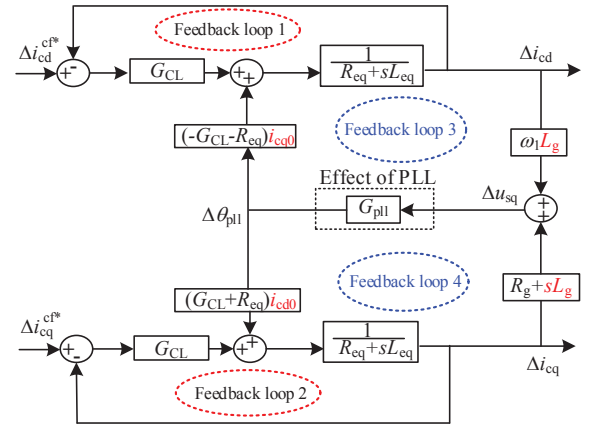 Feedback loop 1
Δi_cd^cf*
+ -
G_CL
+ +
1 / R_eq+sL_eq
Δi_cd
(-G_CL-R_eq)i_cq0
Feedback loop 3
ω_1L_g
Effect of PLL
Δθ_pll
G_pll
Δu_sq
+
+
Feedback loop 4
R_g+sL_g
(G_CL+R_eq)i_cd0
Δi_cq^cf*
+ -
G_CL
+ +
1 / R_eq+sL_eq
Δi_cq
Feedback loop 2